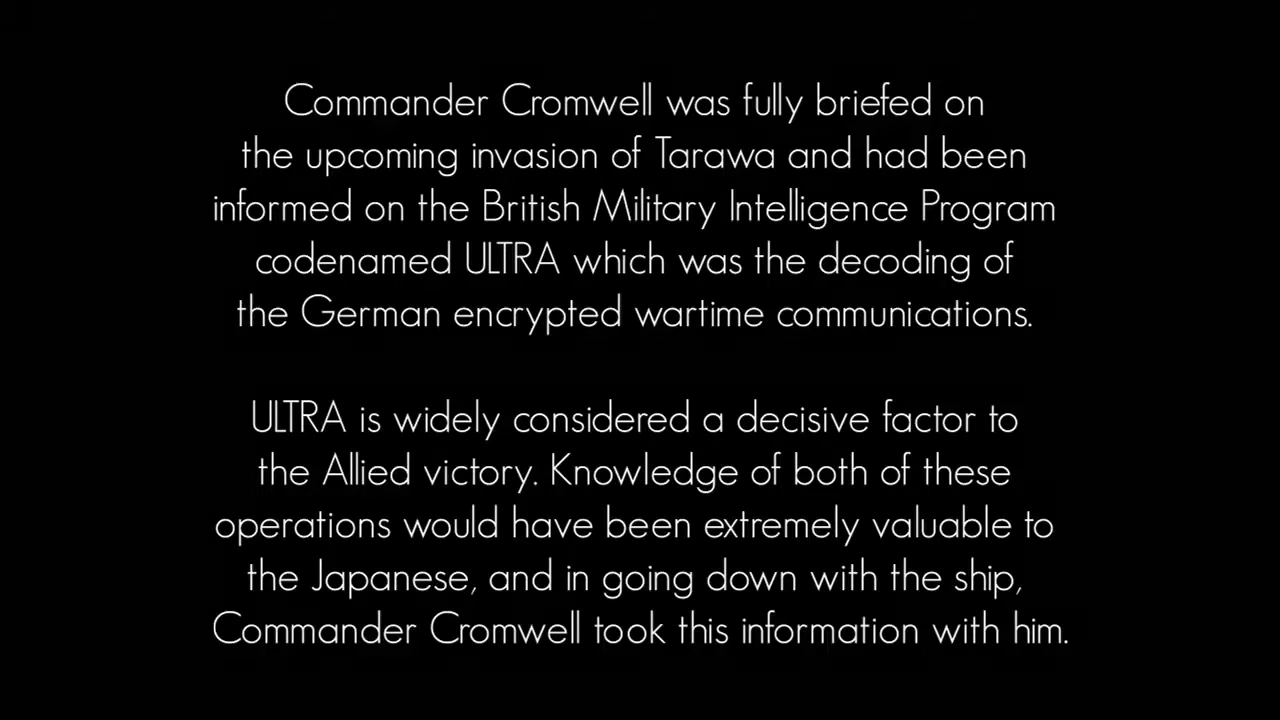 Commander Cromwell was fully briefed on
the upcoming invasion of Tarawa and had been
informed on the British Military Intelligence Program
codenamed ULTRA which was the decoding of
the German encrypted wartime communications.
ULTRA is widely considered a decisive factor to
the Allied victory. Knowledge of both of these
operations would have been extremely valuable to
the Japanese, and in going down with the ship,
Commander Cromwell took this information with him.